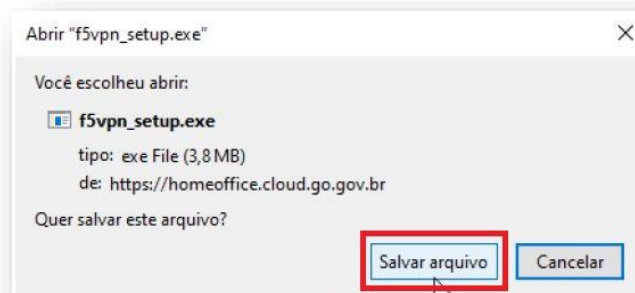 Abrir "f5vpn_setup.exe"
Você escolheu abrir:
f5vpn_setup.exe
tipo: exe File (3,8 MB)
de: https://homeoffice.cloud.go.gov.br
Quer salvar este arquivo?
Salvar arquivo Cancelar